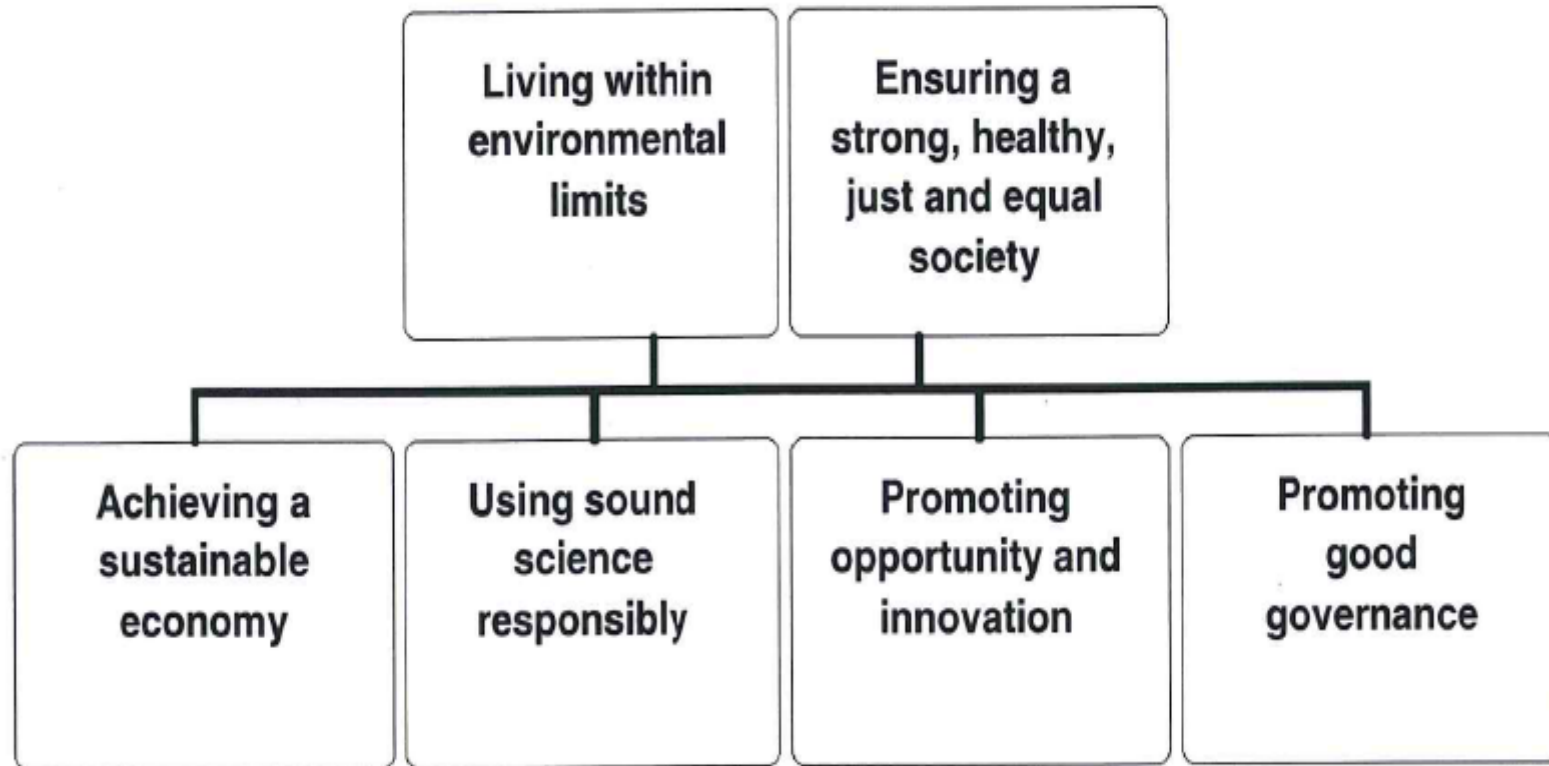 Living within
environmental
limits
Ensuring a
strong, healthy,
just and equal
society
Achieving a
sustainable
economy
Using sound
science
responsibly
Promoting
opportunity and
innovation
Promoting
good
governance